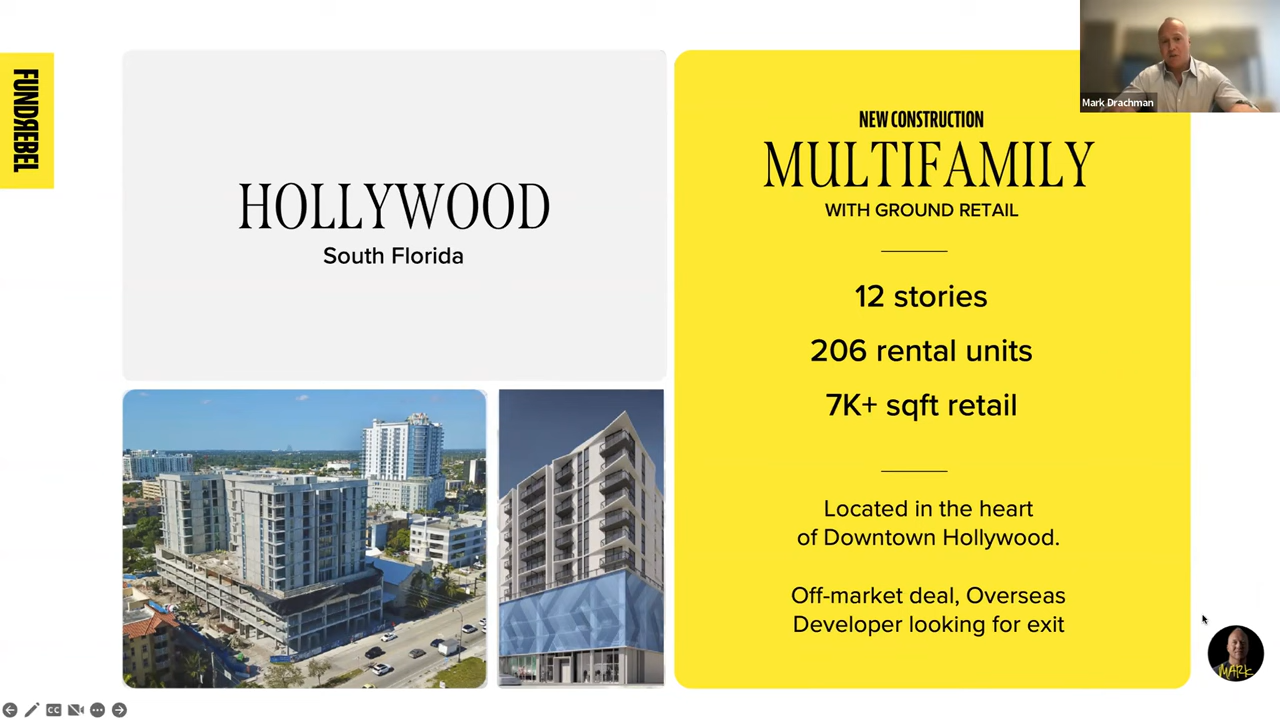 FUNDREBEL
HOLLYWOOD
South Florida
NEW CONSTRUCTION
MULTIFAMILY
WITH GROUND RETAIL
12 stories
206 rental units
7K+ sqft retail
Located in the heart
of Downtown Hollywood.
Off-market deal, Overseas
Developer looking for exit
Mark Drachman
MARK
CC